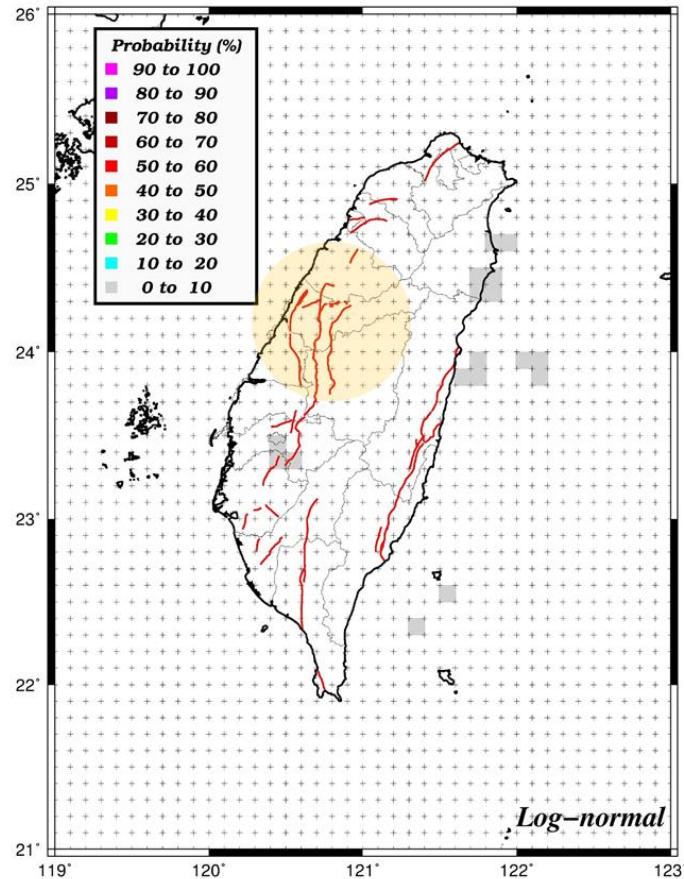 26°
Probability (%)
90 to 100
80 to 90
70 to 80
60 to 70
50 to 60
40 to 50
30 to 40
20 to 30
10 to 20
0 to 10
25°
24°
23°
22°
Log-normal
21°
119° 120° 121° 122° 123°